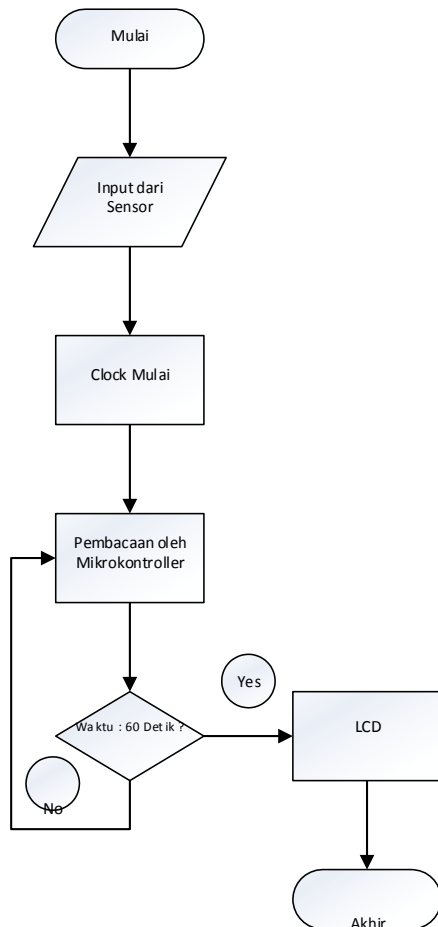 Mulai
Input dari
Sensor
Clock Mulai
Pembacaan oleh
Mikrokontroller
Yes
Waktu : 60 Detik ?
LCD
No
Akhir